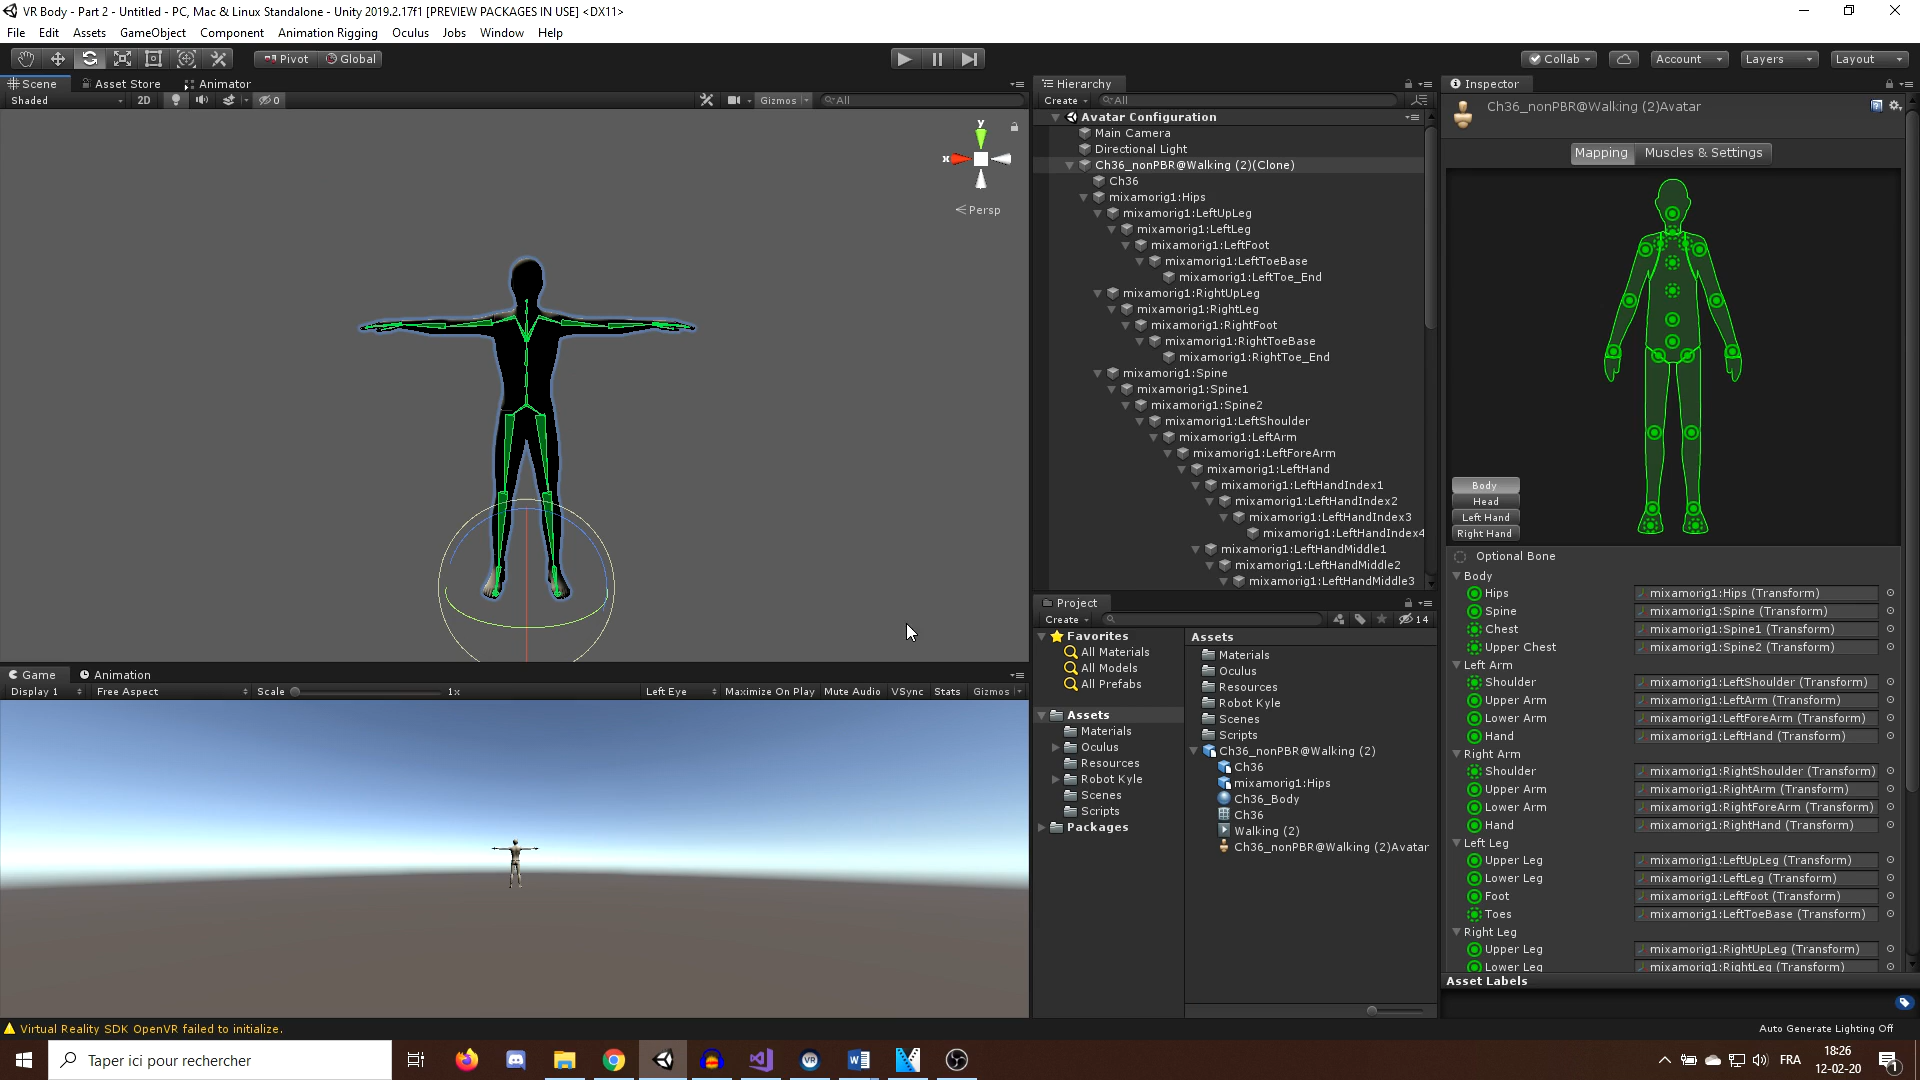 VR Body - Part 2 - Untitled - PC, Mac & Linux Standalone - Unity 2019.2.17f1 [PREVIEW PACKAGES IN USE] <DX11>
File Edit Assets GameObject Component Animation Rigging Oculus Jobs Window Help
Pivot Global Collab Account Layers Layout
Scene Asset Store Animator
Shaded 2D 0 Gizmos All
y
x
Persp
Game Animation
Display 1 Free Aspect Scale 1x Left Eye Maximize On Play Mute Audio VSync Stats Gizmos
Hierarchy
Create All
Avatar Configuration
Main Camera
Directional Light
Ch36_nonPBR@Walking (2)(Clone)
Ch36
mixamorig1:Hips
mixamorig1:LeftUpLeg
mixamorig1:LeftLeg
mixamorig1:LeftFoot
mixamorig1:LeftToeBase
mixamorig1:LeftToe_End
mixamorig1:RightUpLeg
mixamorig1:RightLeg
mixamorig1:RightFoot
mixamorig1:RightToeBase
mixamorig1:RightToe_End
mixamorig1:Spine
mixamorig1:Spine1
mixamorig1:Spine2
mixamorig1:LeftShoulder
mixamorig1:LeftArm
mixamorig1:LeftForeArm
mixamorig1:LeftHand
mixamorig1:LeftHandIndex1
mixamorig1:LeftHandIndex2
mixamorig1:LeftHandIndex3
mixamorig1:LeftHandIndex4
mixamorig1:LeftHandMiddle1
mixamorig1:LeftHandMiddle2
mixamorig1:LeftHandMiddle3
Project
Create 14
Favorites
All Materials
All Models
All Prefabs
Assets
Materials
Oculus
Resources
Robot Kyle
Scenes
Scripts
Packages
Assets
Materials
Oculus
Resources
Robot Kyle
Scenes
Scripts
Ch36_nonPBR@Walking (2)
Ch36
mixamorig1:Hips
Ch36_Body
Ch36
Walking (2)
Ch36_nonPBR@Walking (2)Avatar
Inspector
Ch36_nonPBR@Walking (2)Avatar
Mapping Muscles & Settings
Body
Head
Left Hand
Right Hand
Optional Bone
Body
Hips mixamorig1:Hips (Transform)
Spine mixamorig1:Spine (Transform)
Chest mixamorig1:Spine1 (Transform)
Upper Chest mixamorig1:Spine2 (Transform)
Left Arm
Shoulder mixamorig1:LeftShoulder (Transform)
Upper Arm mixamorig1:LeftArm (Transform)
Lower Arm mixamorig1:LeftForeArm (Transform)
Hand mixamorig1:LeftHand (Transform)
Right Arm
Shoulder mixamorig1:RightShoulder (Transform)
Upper Arm mixamorig1:RightArm (Transform)
Lower Arm mixamorig1:RightForeArm (Transform)
Hand mixamorig1:RightHand (Transform)
Left Leg
Upper Leg mixamorig1:LeftUpLeg (Transform)
Lower Leg mixamorig1:LeftLeg (Transform)
Foot mixamorig1:LeftFoot (Transform)
Toes mixamorig1:LeftToeBase (Transform)
Right Leg
Upper Leg mixamorig1:RightUpLeg (Transform)
Lower Leg mixamorig1:RightLeg (Transform)
Asset Labels
Virtual Reality SDK OpenVR failed to initialize.
Auto Generate Lighting Off
Taper ici pour rechercher
VR
FRA
18:26
12-02-20
1